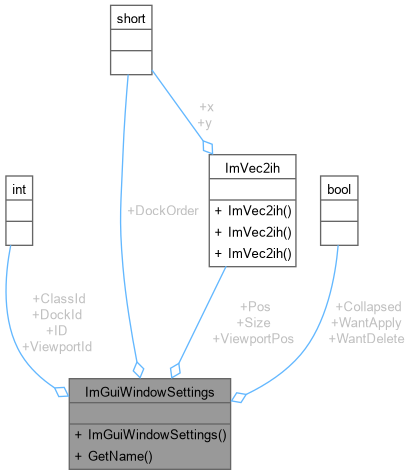 short
+x
+y
ImVec2ih
+ ImVec2ih()
+ ImVec2ih()
+ ImVec2ih()
int
bool
+DockOrder
+ClassId
+DockId
+ID
+ViewportId
+Pos
+Size
+ViewportPos
+Collapsed
+WantApply
+WantDelete
ImGuiWindowSettings
+ ImGuiWindowSettings()
+ GetName()